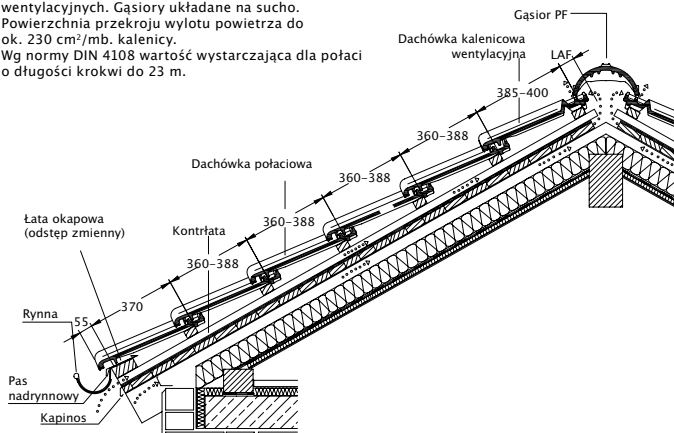 wentylacyjnych. Gąsiory układane na sucho.
Powierzchnia przekroju wylotu powietrza do
ok. 230 cm²/mb. kalenicy.
Wg normy DIN 4108 wartość wystarczająca dla połaci
o długości krokwi do 23 m.
Gąsior PF
Dachówka kalenicowa
wentylacyjna
LAF
385–400
360–388
Dachówka połaciowa
360–388
Łata okapowa
(odstęp zmienny)
Kontrłata
360–388
360–388
370
Rynna
55
Pas
nadrynnowy
Kapinos